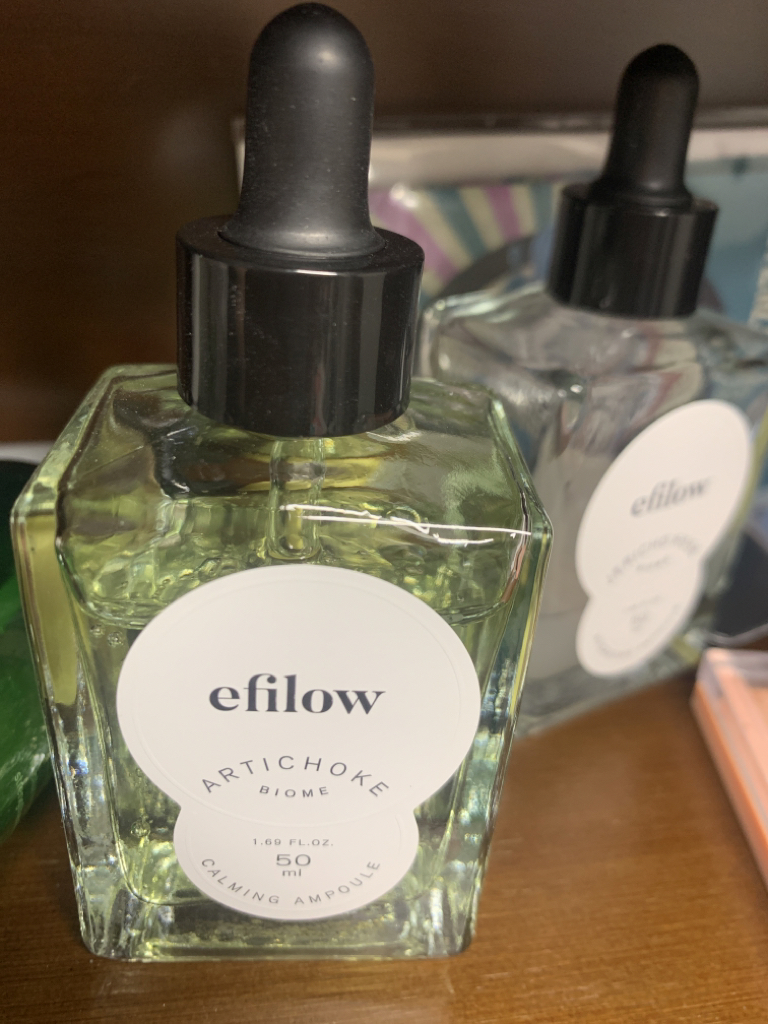 efilow
ARTICHOKE
BIOME
1.69 FL.OZ.
50
ml
CALMING AMPOULE
efilow